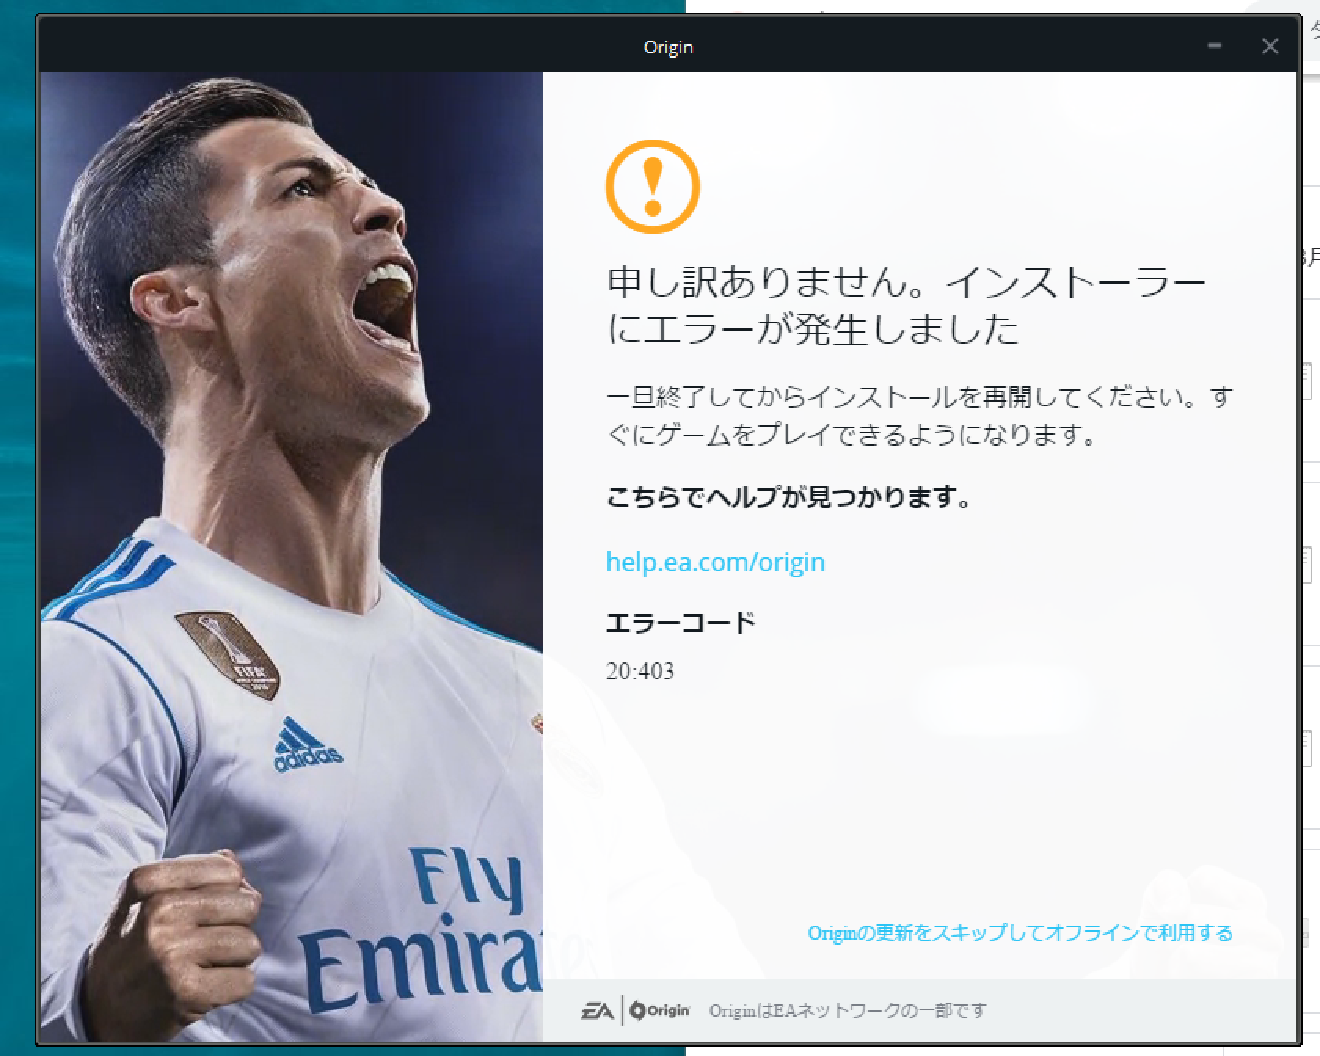 Origin
申し訳ありません。インストーラー
にエラーが発生しました
一旦終了してからインストールを再開してください。す
ぐにゲームをプレイできるようになります。
こちらでヘルプが見つかります。
help.ea.com/origin
エラーコード
20:403
FIFA
adidas
Fly
Emirates
Originの更新をスキップしてオフラインで利用する
EA Origin OriginはEAネットワークの一部です